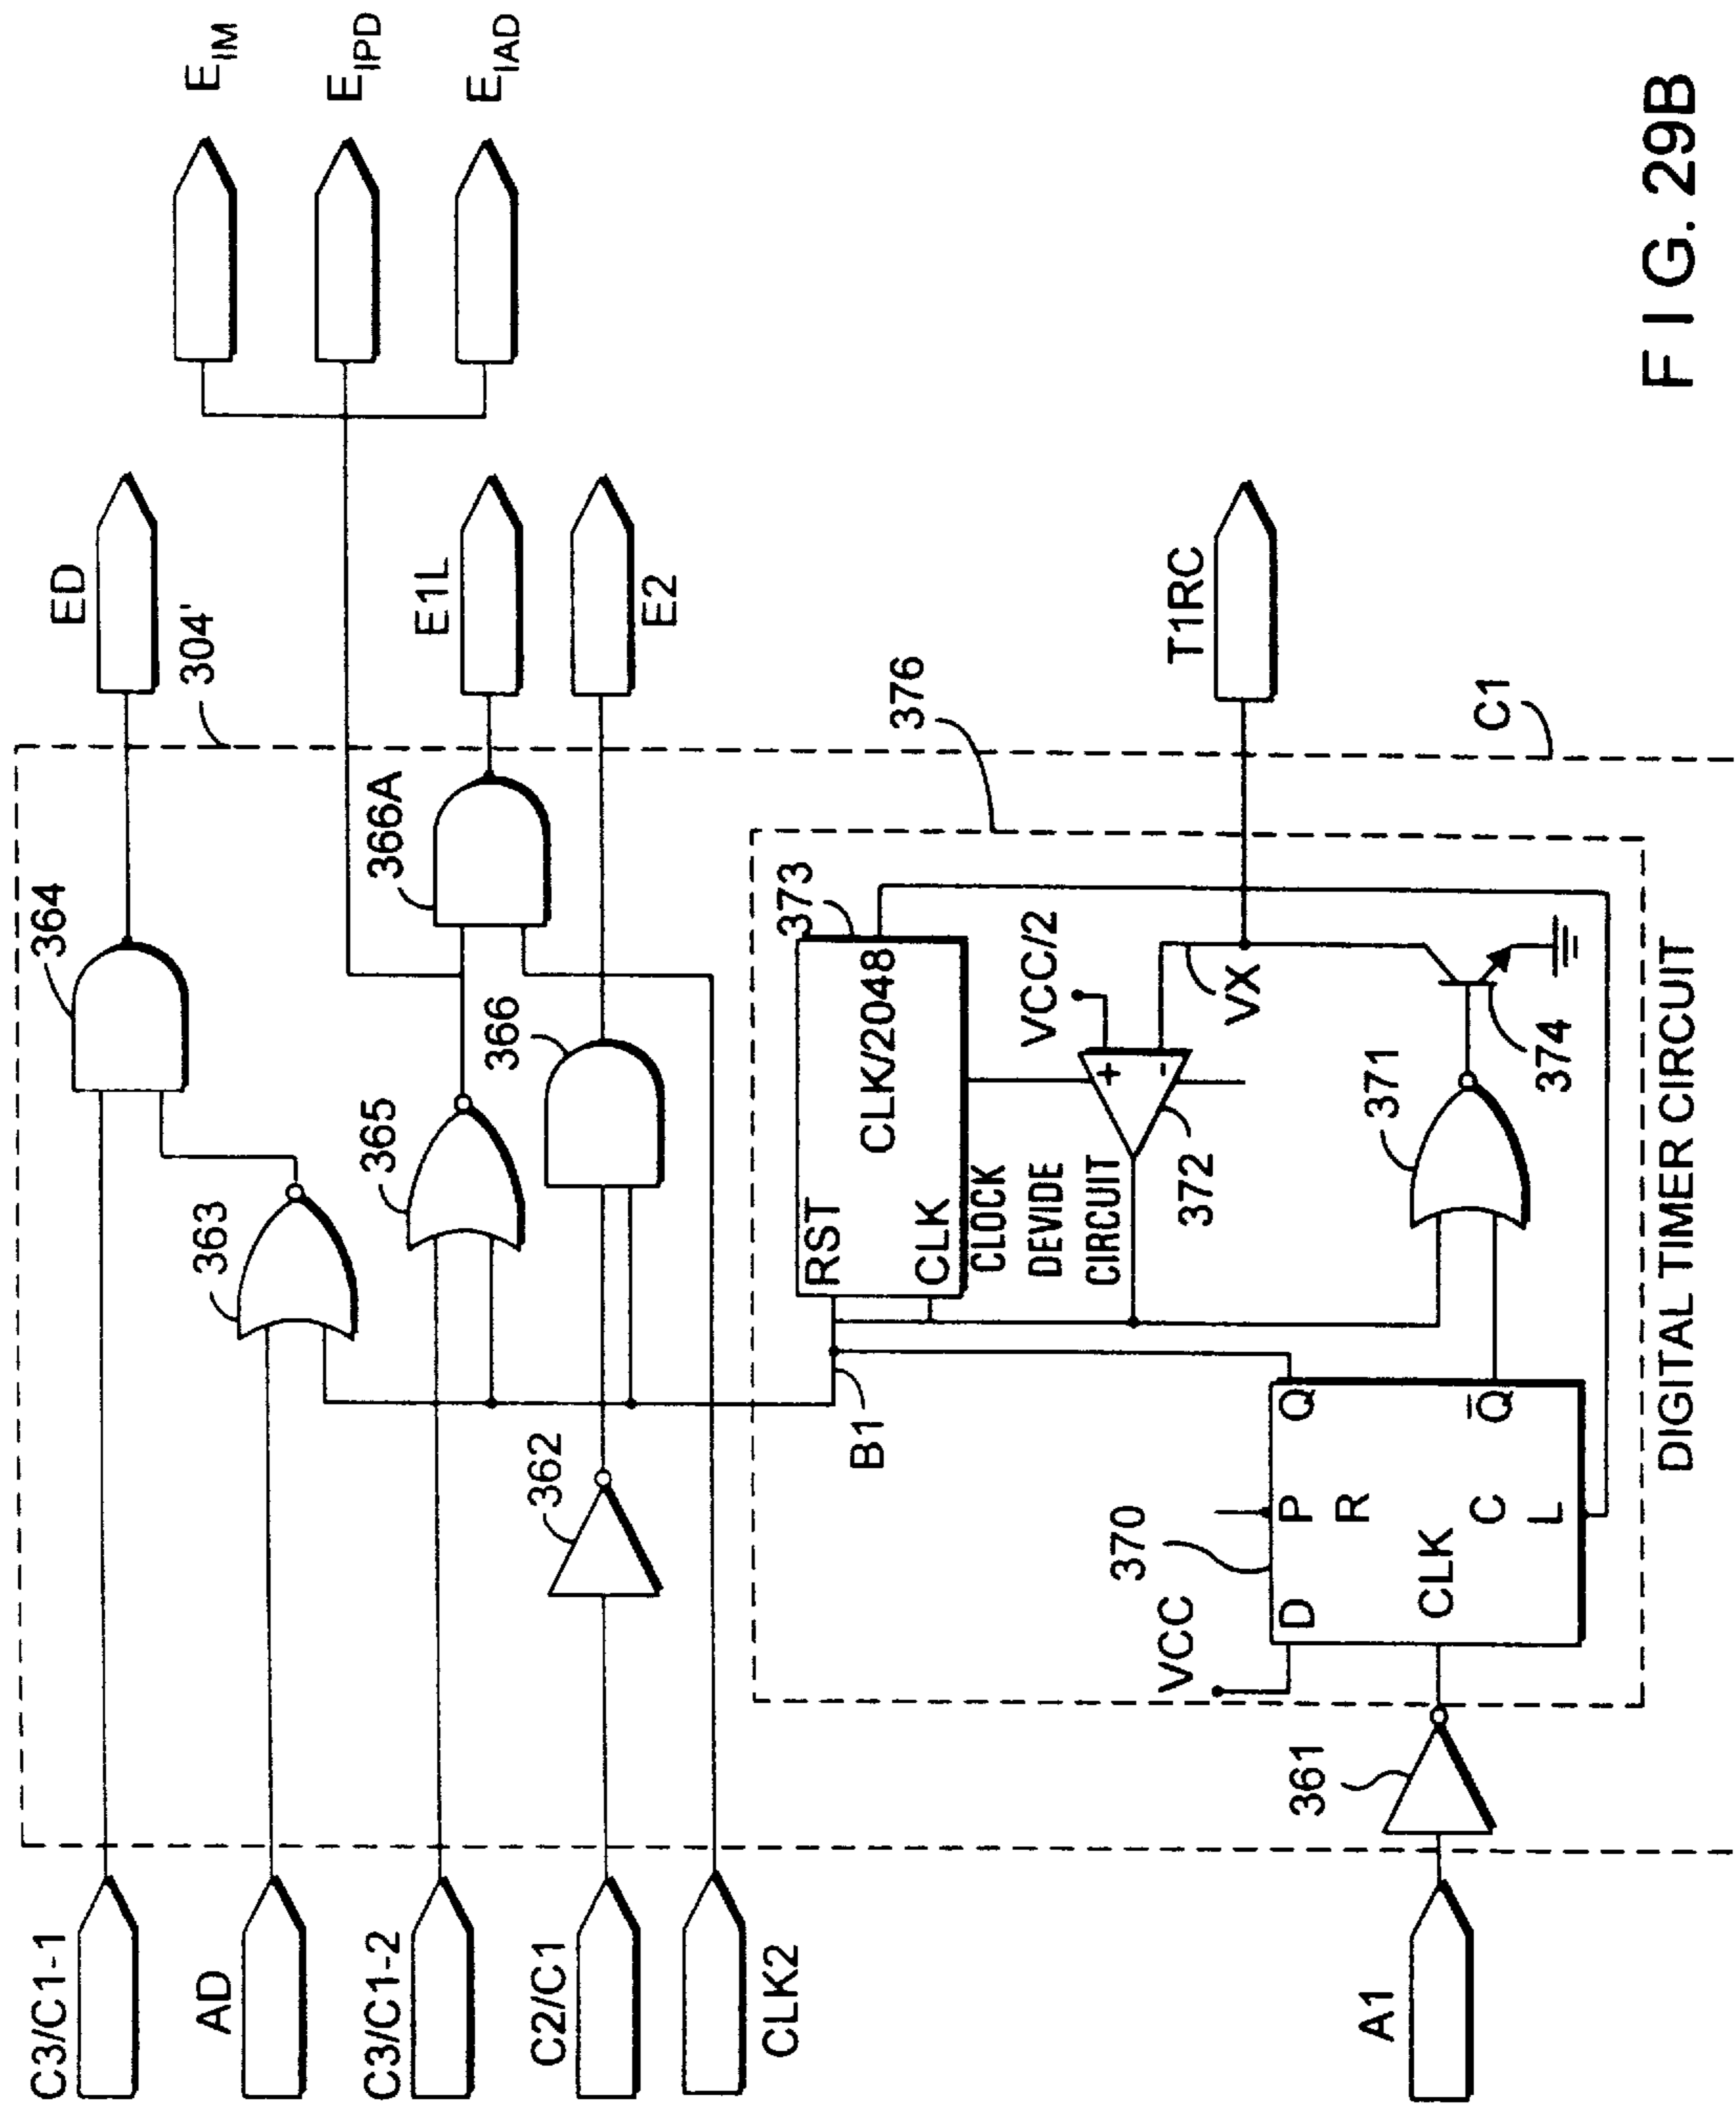 C3/C1-1
AD
C3/C1-2
C2/C1
CLK2
A1
361
362
363
364
365
366
366A
ED
304'
E1L
E2
E_IM
E_IPD
E_IAD
B1
376
373
RST
CLK/2048
CLK
CLOCK
DEVIDE
CIRCUIT
VCC/2
+
-
372
VX
T1RC
370
VCC
D
P
R
Q
CLK
C
L
Q̅
371
374
C1
DIGITAL TIMER CIRCUIT
F I G. 29B